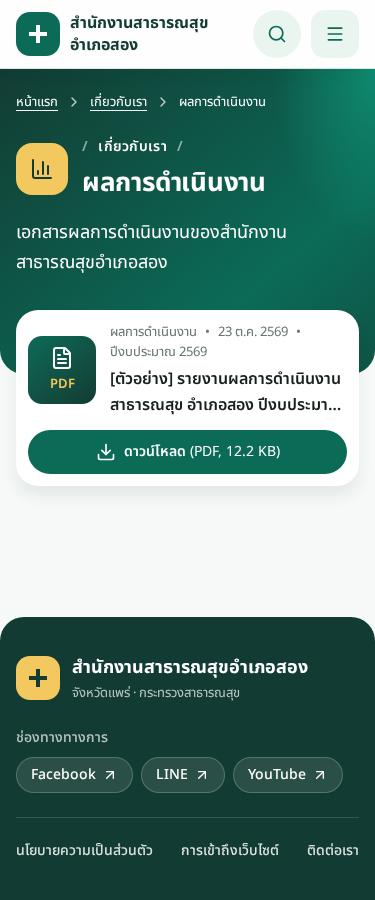 สำนักงานสาธารณสุข
อำเภอสอง
หน้าแรก > เกี่ยวกับเรา > ผลการดำเนินงาน
/ เกี่ยวกับเรา /
ผลการดำเนินงาน
เอกสารผลการดำเนินงานของสำนักงาน
สาธารณสุขอำเภอสอง
ผลการดำเนินงาน • 23 ต.ค. 2569 •
ปีงบประมาณ 2569
PDF
[ตัวอย่าง] รายงานผลการดำเนินงาน
สาธารณสุข อำเภอสอง ปีงบประมา...
ดาวน์โหลด (PDF, 12.2 KB)
สำนักงานสาธารณสุขอำเภอสอง
จังหวัดแพร่ · กระทรวงสาธารณสุข
ช่องทางทางการ
Facebook
LINE
YouTube
นโยบายความเป็นส่วนตัว
การเข้าถึงเว็บไซต์
ติดต่อเรา